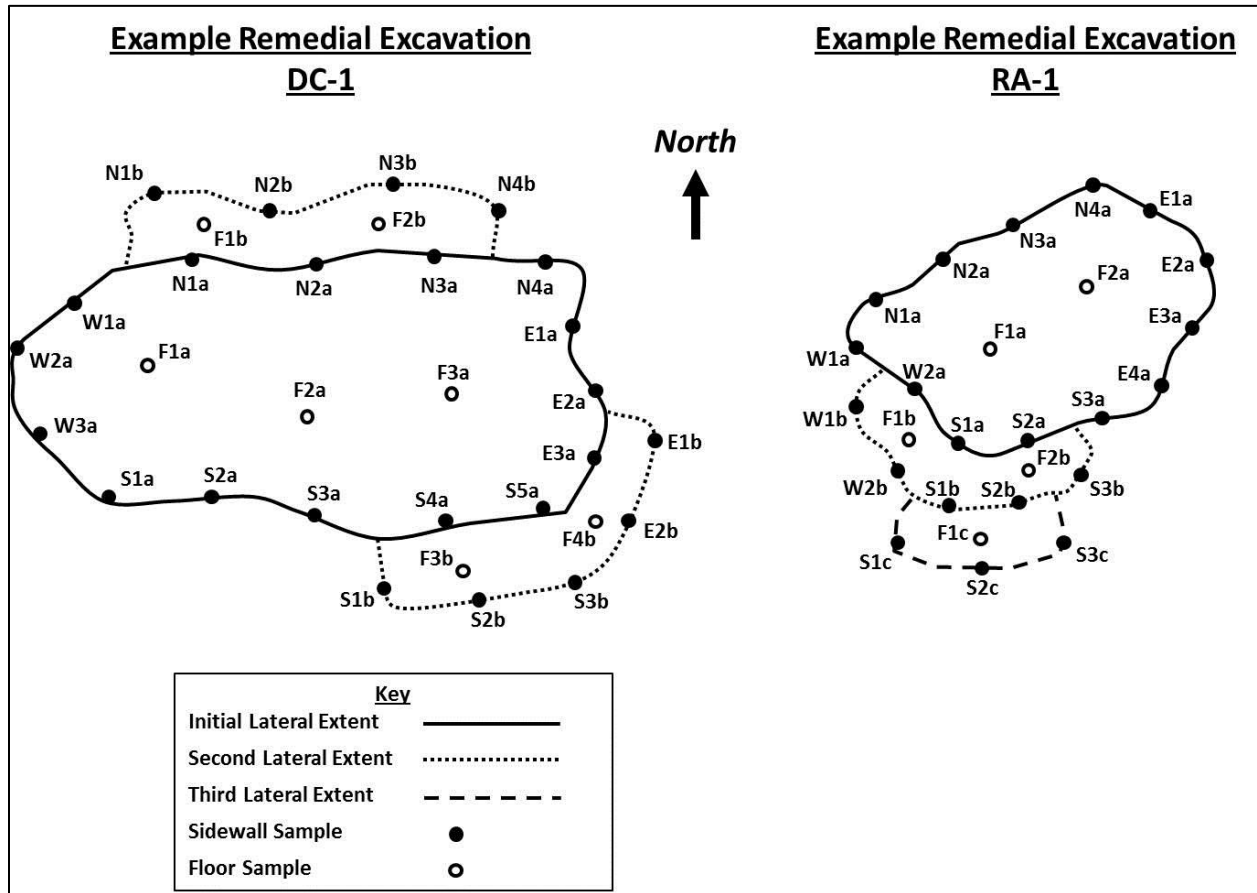 Example Remedial Excavation
DC-1
Example Remedial Excavation
RA-1
North
N1b
N2b
N3b
N4b
F1b
F2b
N1a
N2a
N3a
N4a
W1a
E1a
W2a
F1a
F2a
F3a
E2a
W3a
E3a
E1b
S1a
S2a
S3a
S4a
S5a
F4b
E2b
F3b
S1b
S2b
S3b
N4a
E1a
N3a
N2a
E2a
F2a
N1a
E3a
W1a
F1a
W2a
E4a
W1b
F1b
S1a
S2a
S3a
F2b
W2b
S1b
S2b
S3b
F1c
S1c
S2c
S3c
Key
Initial Lateral Extent
Second Lateral Extent
Third Lateral Extent
Sidewall Sample
Floor Sample